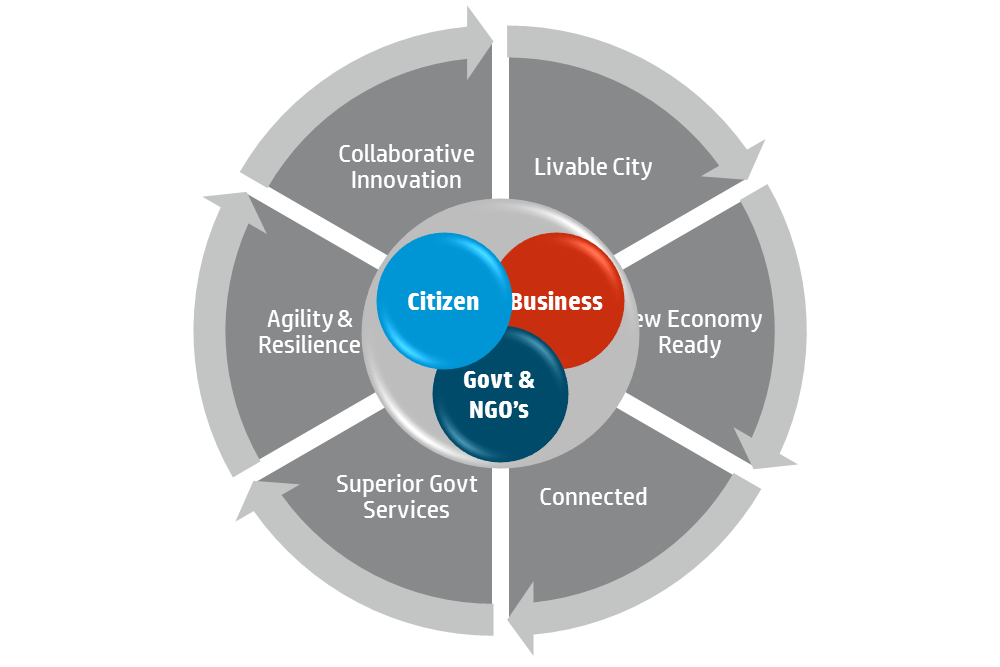 Collaborative
Innovation
Livable City
Citizen
Business
Agility &
Resilience
ew Economy
Ready
Govt &
NGO's
Superior Govt
Services
Connected